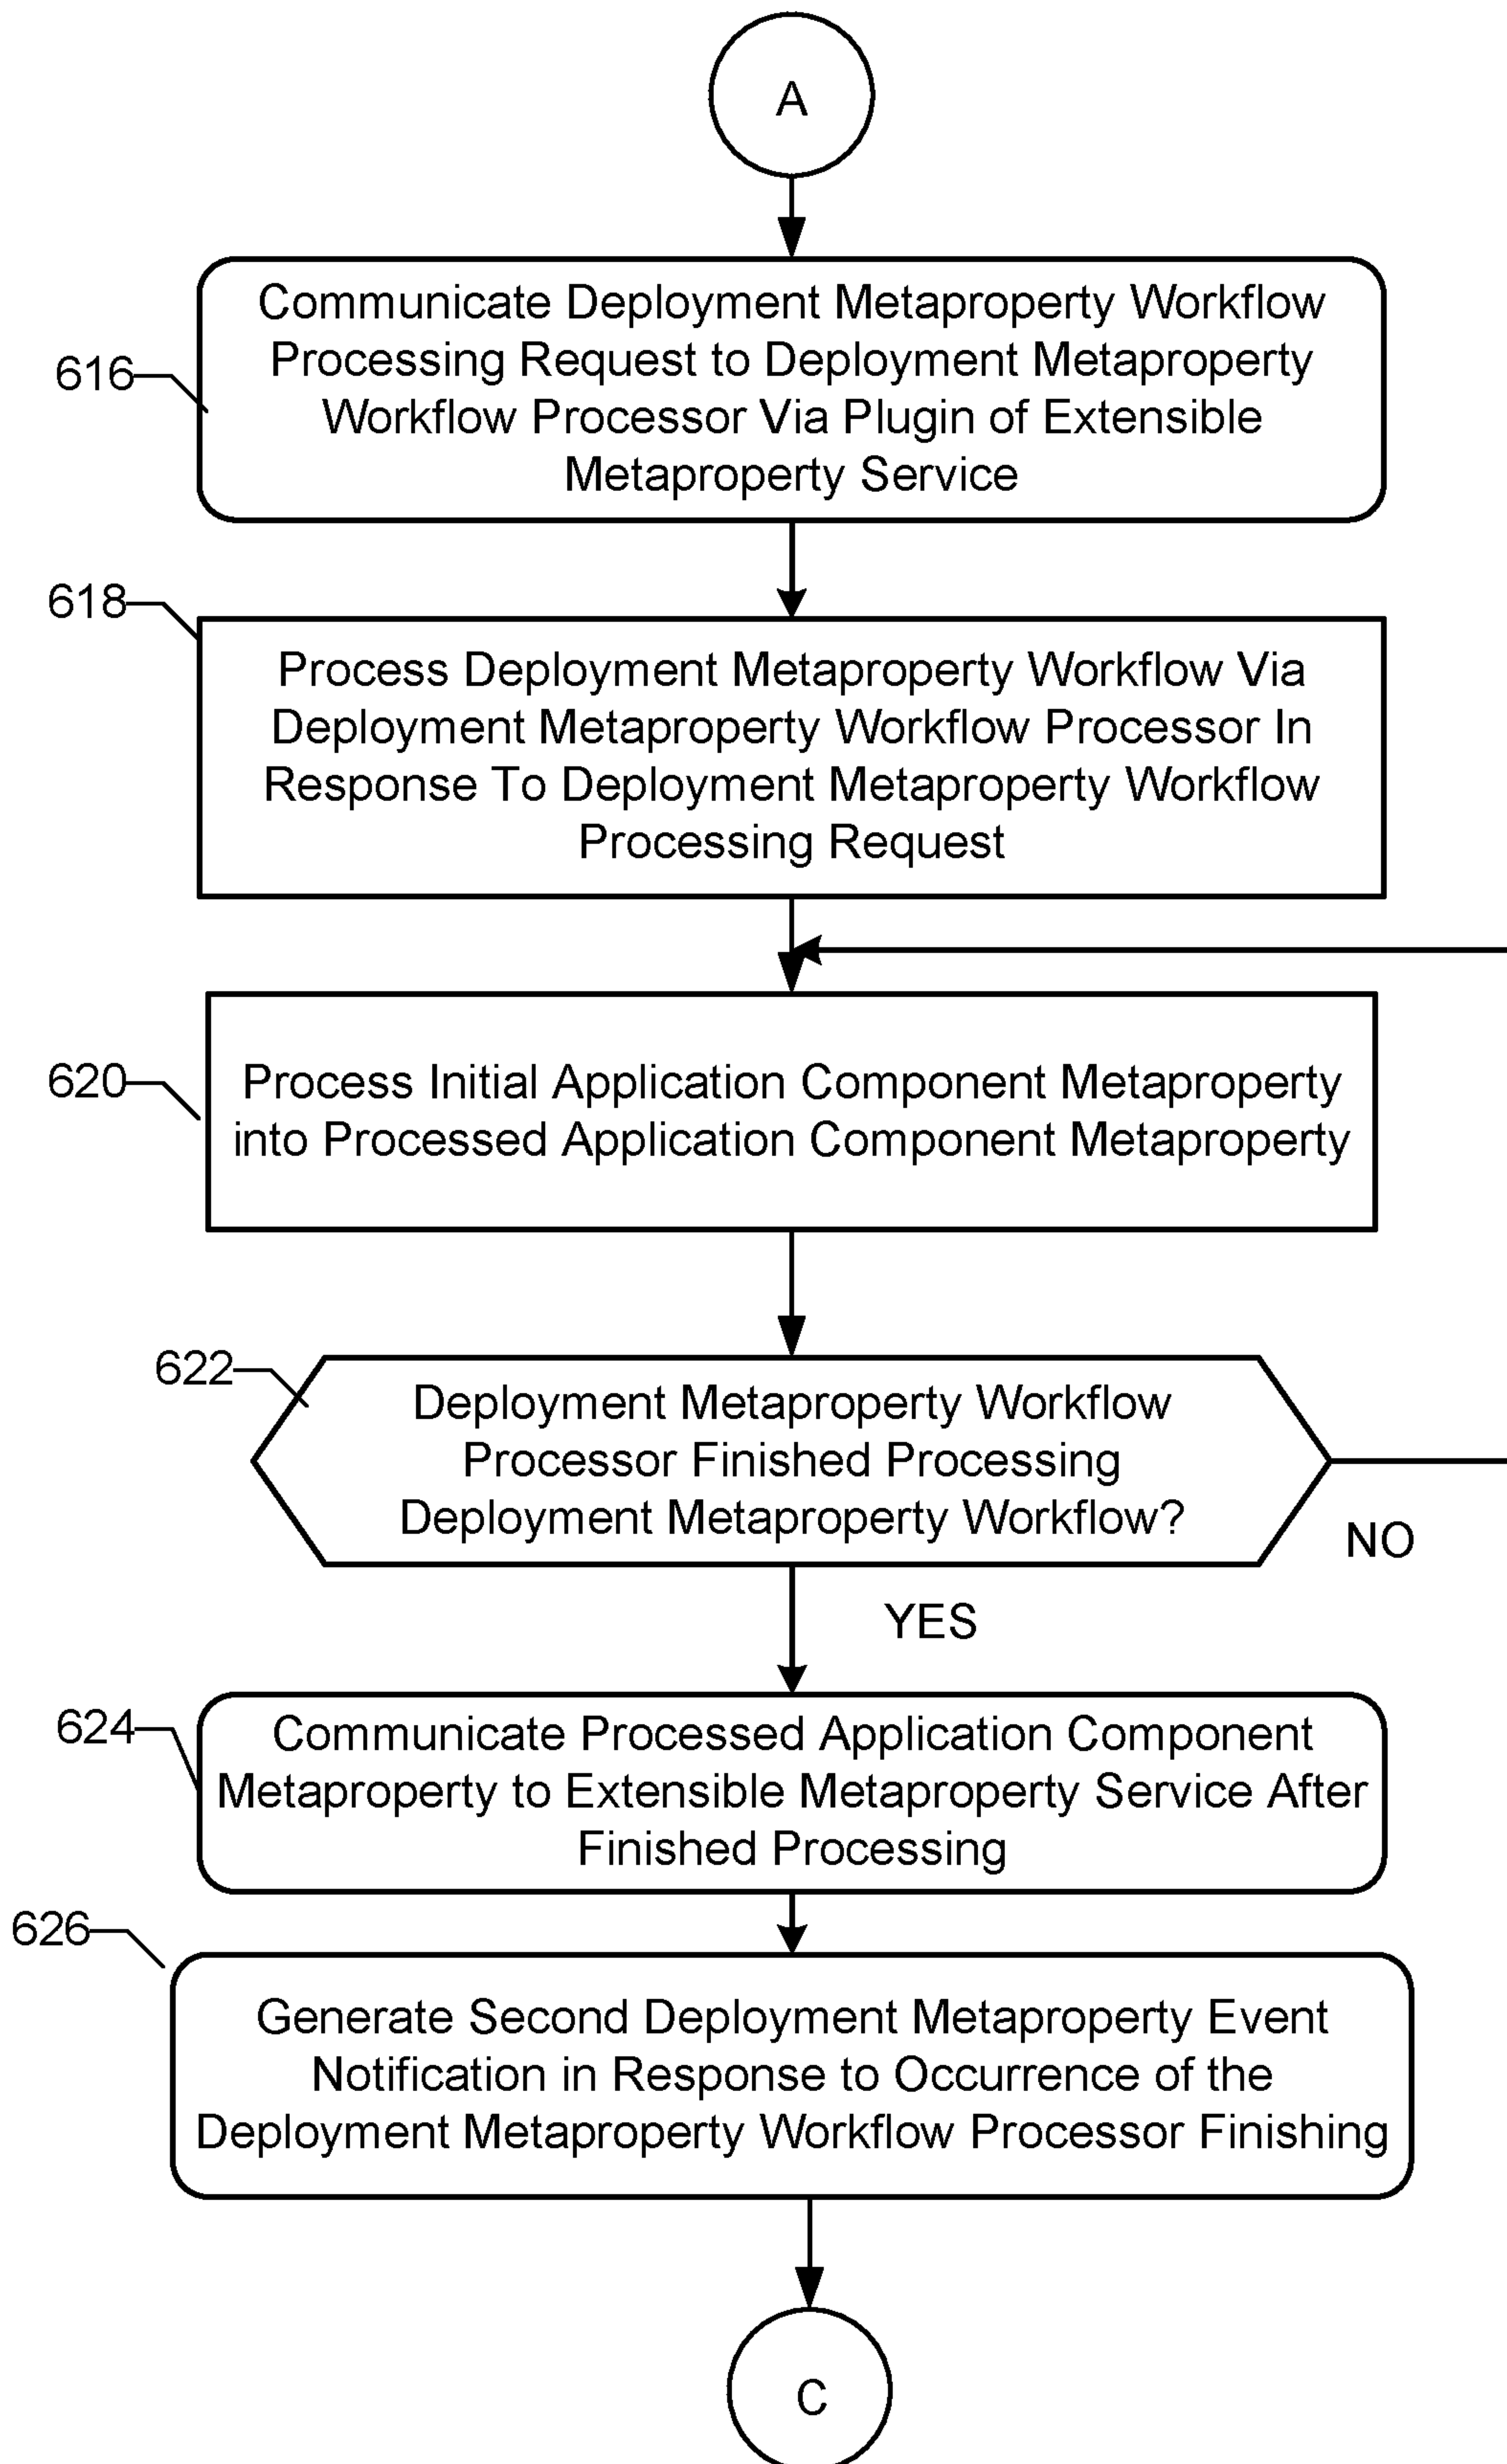 A
Communicate Deployment Metaproperty Workflow
Processing Request to Deployment Metaproperty
Workflow Processor Via Plugin of Extensible
Metaproperty Service
616
618
Process Deployment Metaproperty Workflow Via
Deployment Metaproperty Workflow Processor In
Response To Deployment Metaproperty Workflow
Processing Request
620
Process Initial Application Component Metaproperty
into Processed Application Component Metaproperty
622
Deployment Metaproperty Workflow
Processor Finished Processing
Deployment Metaproperty Workflow?
NO
YES
624
Communicate Processed Application Component
Metaproperty to Extensible Metaproperty Service After
Finished Processing
626
Generate Second Deployment Metaproperty Event
Notification in Response to Occurrence of the
Deployment Metaproperty Workflow Processor Finishing
C